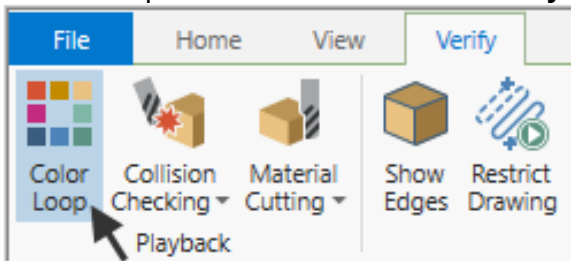 File Home View Verify
Color Loop
Collision Checking
Material Cutting
Show Edges
Restrict Drawing
Playback